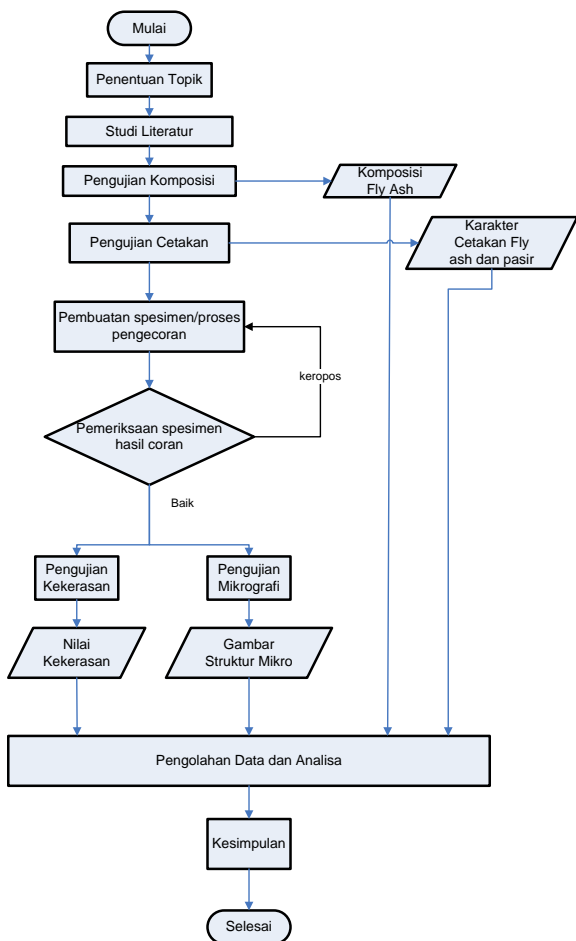 Mulai
Penentuan Topik
Studi Literatur
Pengujian Komposisi
Komposisi
Fly Ash
Pengujian Cetakan
Karakter
Cetakan Fly
ash dan pasir
Pembuatan spesimen/proses
pengecoran
keropos
Pemeriksaan spesimen
hasil coran
Baik
Pengujian
Kekerasan
Pengujian
Mikrografi
Nilai
Kekerasan
Gambar
Struktur Mikro
Pengolahan Data dan Analisa
Kesimpulan
Selesai